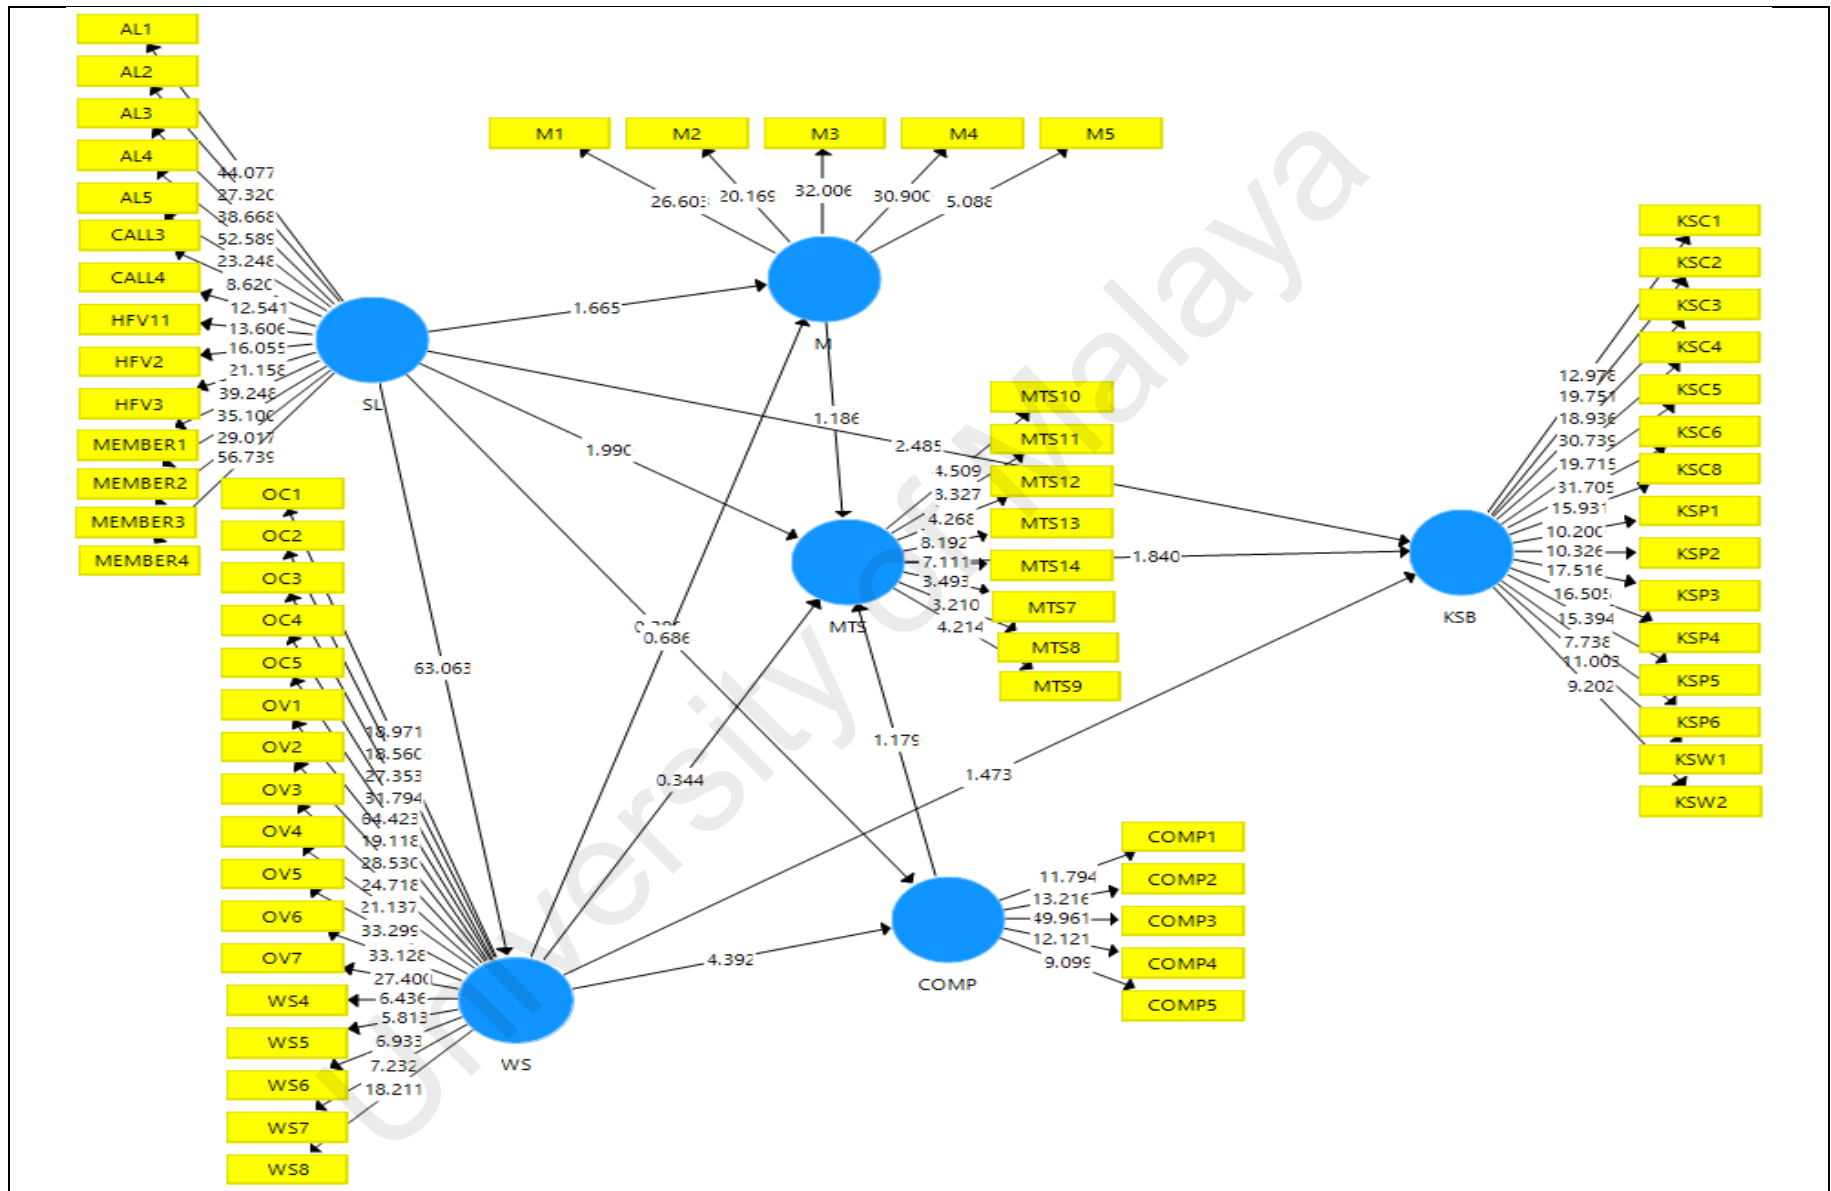 AL1
AL2
AL3
AL4
AL5
CALL3
CALL4
HFV11
HFV2
HFV3
MEMBER1
MEMBER2
MEMBER3
MEMBER4
44.077
27.320
38.668
52.589
23.248
8.620
12.541
13.606
16.055
21.158
39.248
35.100
29.017
56.739
SL
M1
M2
M3
M4
M5
26.603
20.169
32.006
30.900
5.088
M
1.665
1.186
1.990
2.485
0.686
63.063
0.344
1.179
1.473
1.840
4.392
MTS10
MTS11
MTS12
MTS13
MTS14
MTS7
MTS8
MTS9
4.509
3.327
4.268
8.192
7.111
3.493
3.210
4.214
MTS
KSC1
KSC2
KSC3
KSC4
KSC5
KSC6
KSC8
KSP1
KSP2
KSP3
KSP4
KSP5
KSP6
KSW1
KSW2
12.978
19.751
18.936
30.739
19.715
31.705
15.931
10.200
10.326
17.516
16.505
15.394
7.738
11.003
9.202
KSB
OC1
OC2
OC3
OC4
OC5
OV1
OV2
OV3
OV4
OV5
OV6
OV7
WS4
WS5
WS6
WS7
WS8
18.971
18.560
27.353
31.794
64.423
19.118
28.530
24.718
21.137
33.299
33.128
27.400
6.436
5.813
6.933
7.232
18.211
WS
COMP1
COMP2
COMP3
COMP4
COMP5
11.794
13.216
49.961
12.121
9.099
COMP
University of Malaya